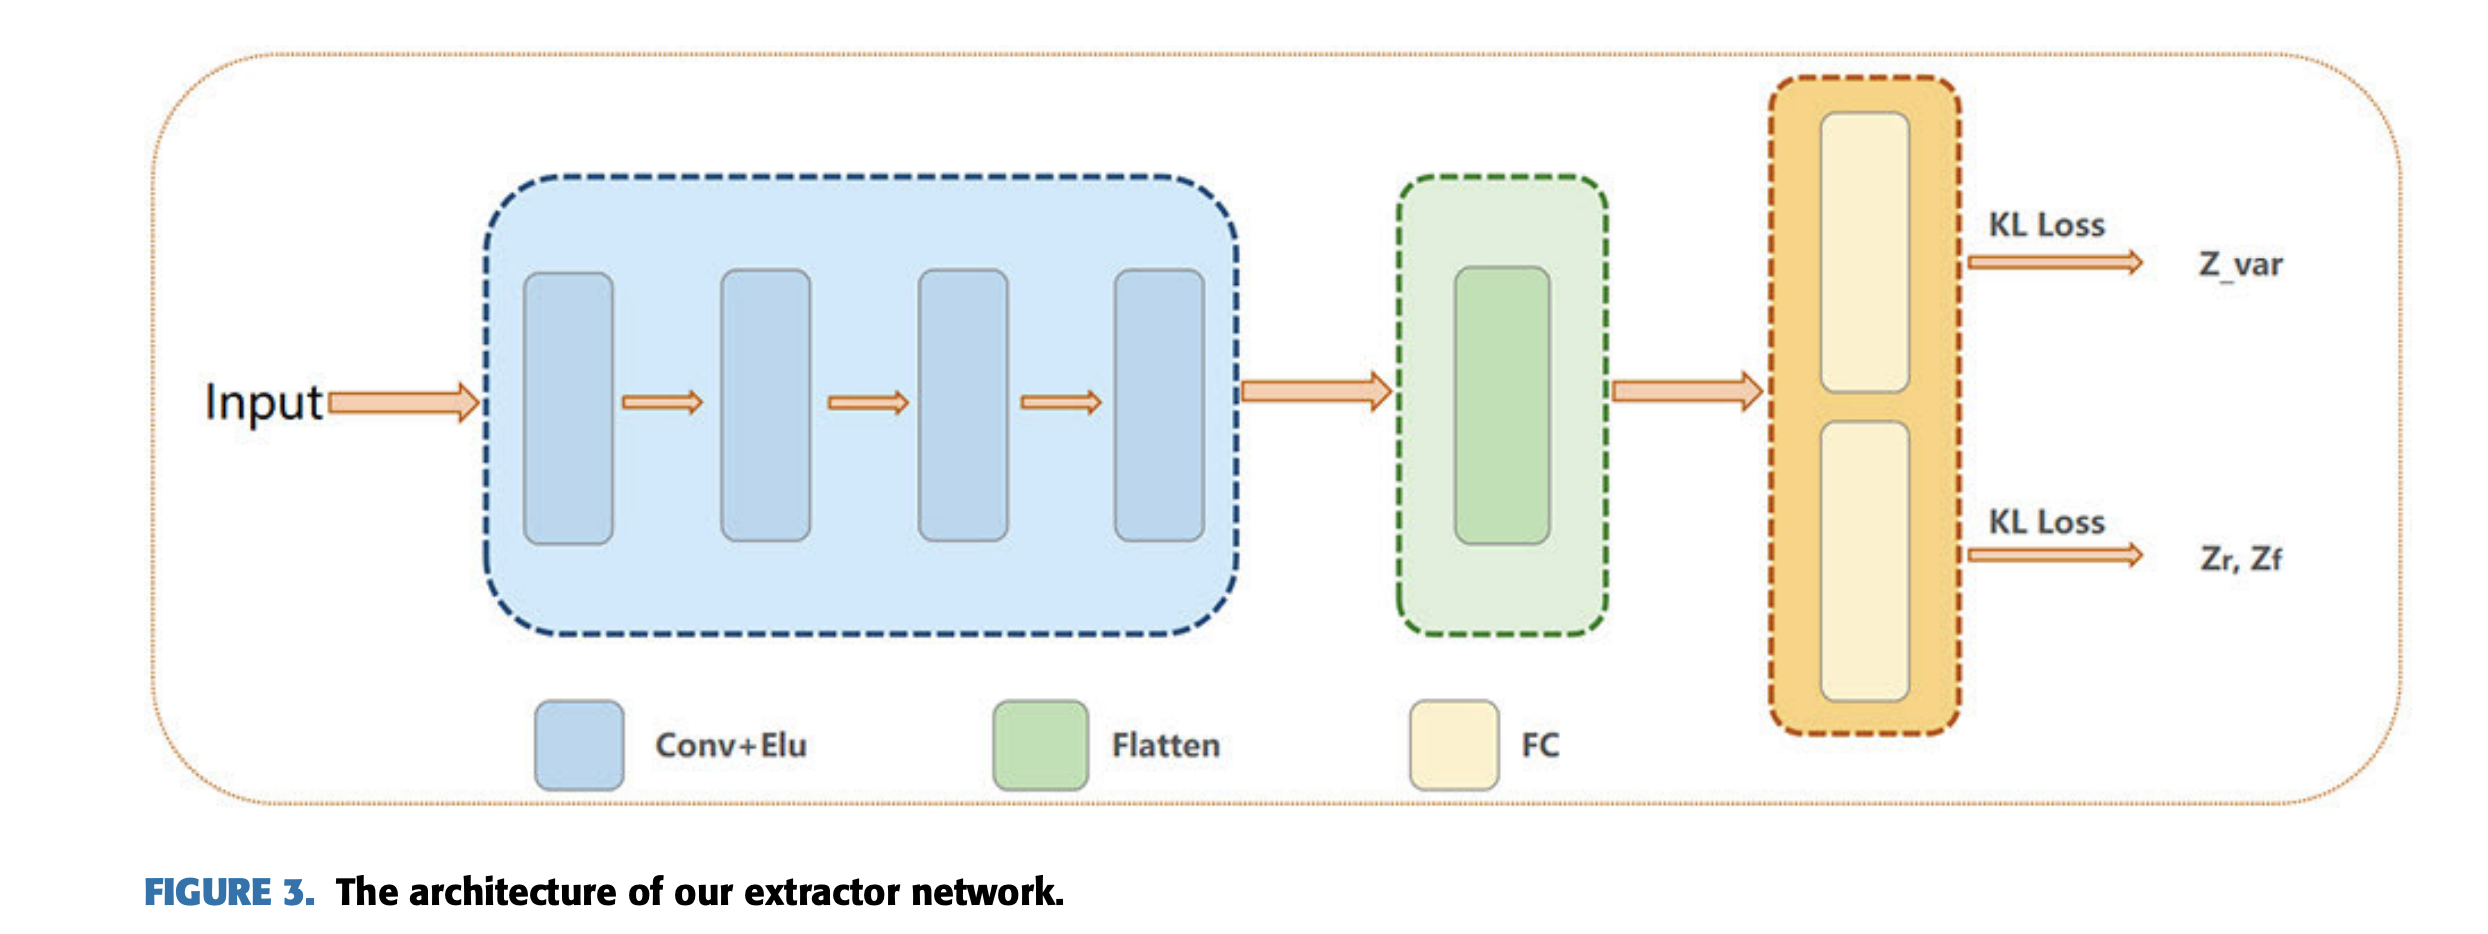 KL Loss
Z_var
Input
KL Loss
Zr, Zf
Conv+Elu
Flatten
FC
FIGURE 3. The architecture of our extractor network.